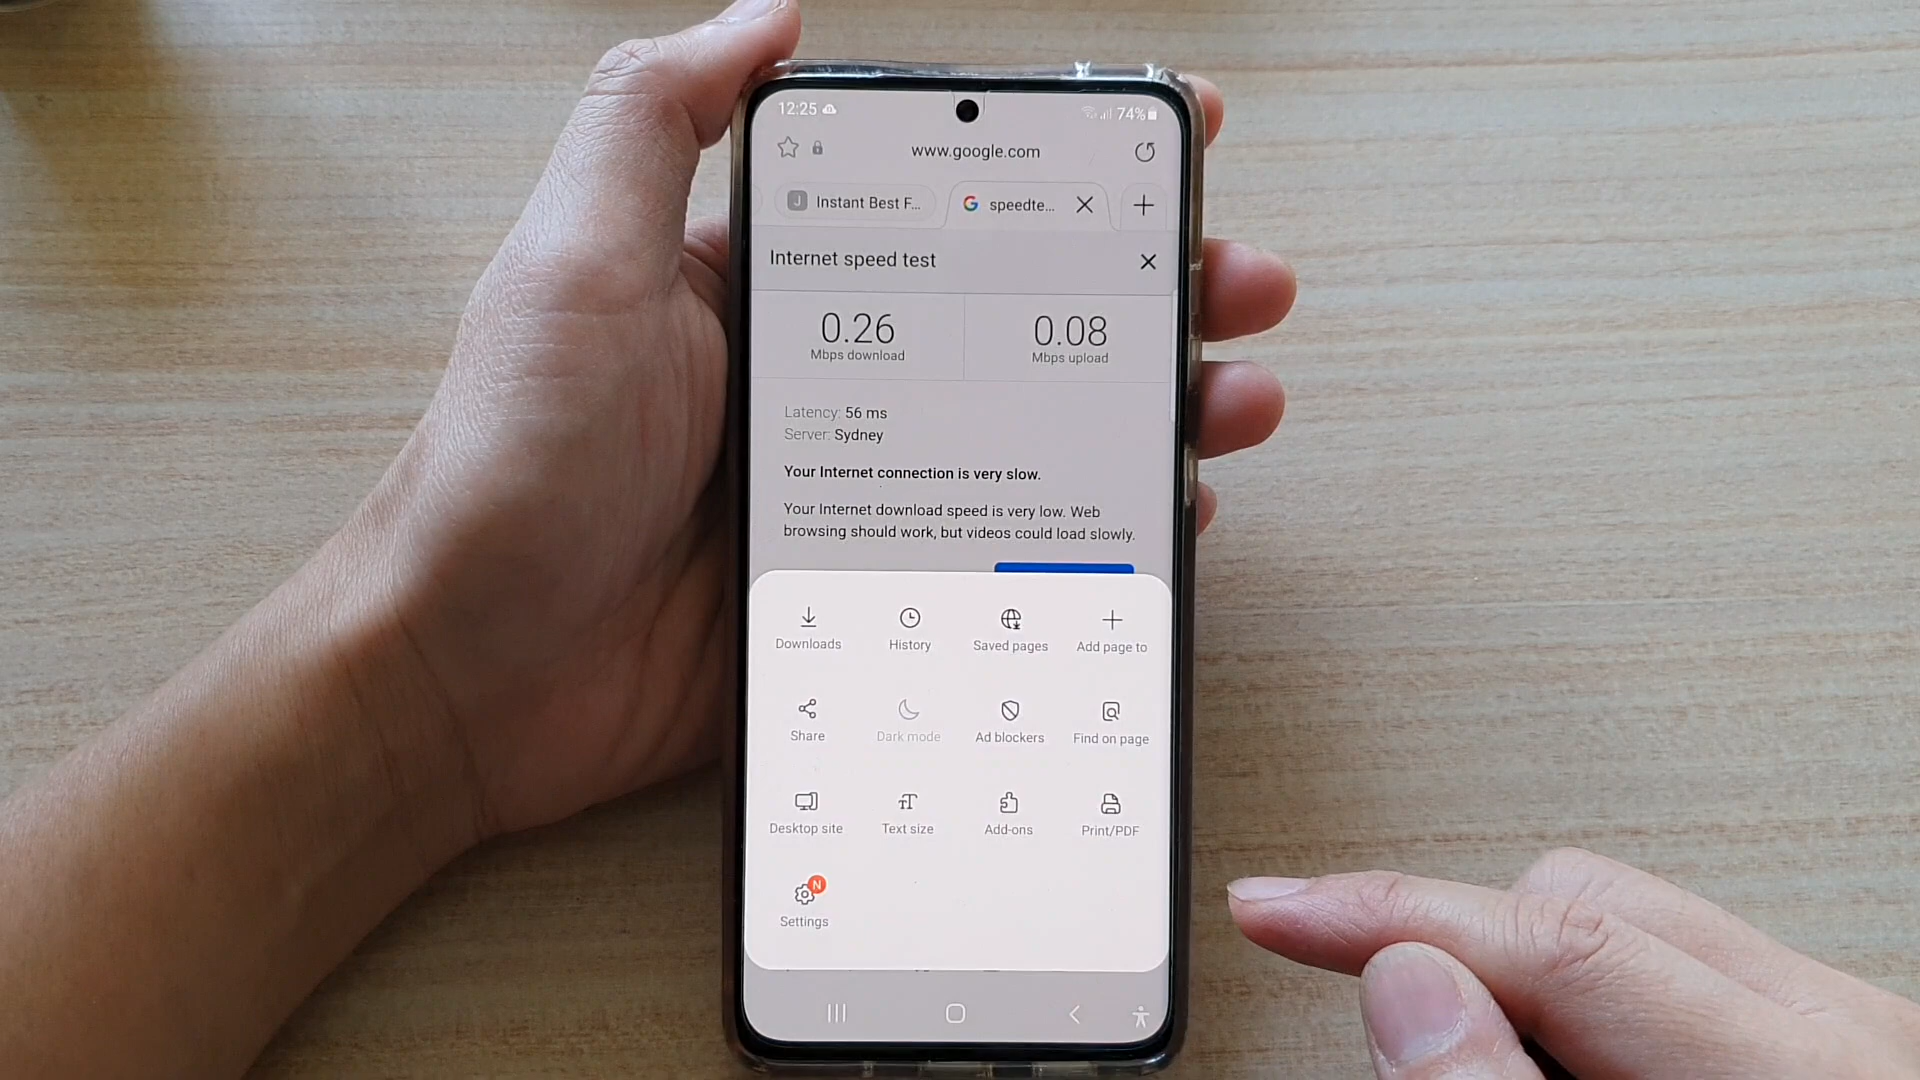 12:25
74%
www.google.com
J Instant Best F...
G speedte...
Internet speed test
0.26
Mbps download
0.08
Mbps upload
Latency: 56 ms
Server: Sydney
Your Internet connection is very slow.
Your Internet download speed is very low. Web
browsing should work, but videos could load slowly.
Downloads
History
Saved pages
Add page to
Share
Dark mode
Ad blockers
Find on page
Desktop site
Text size
Add-ons
Print/PDF
N
Settings